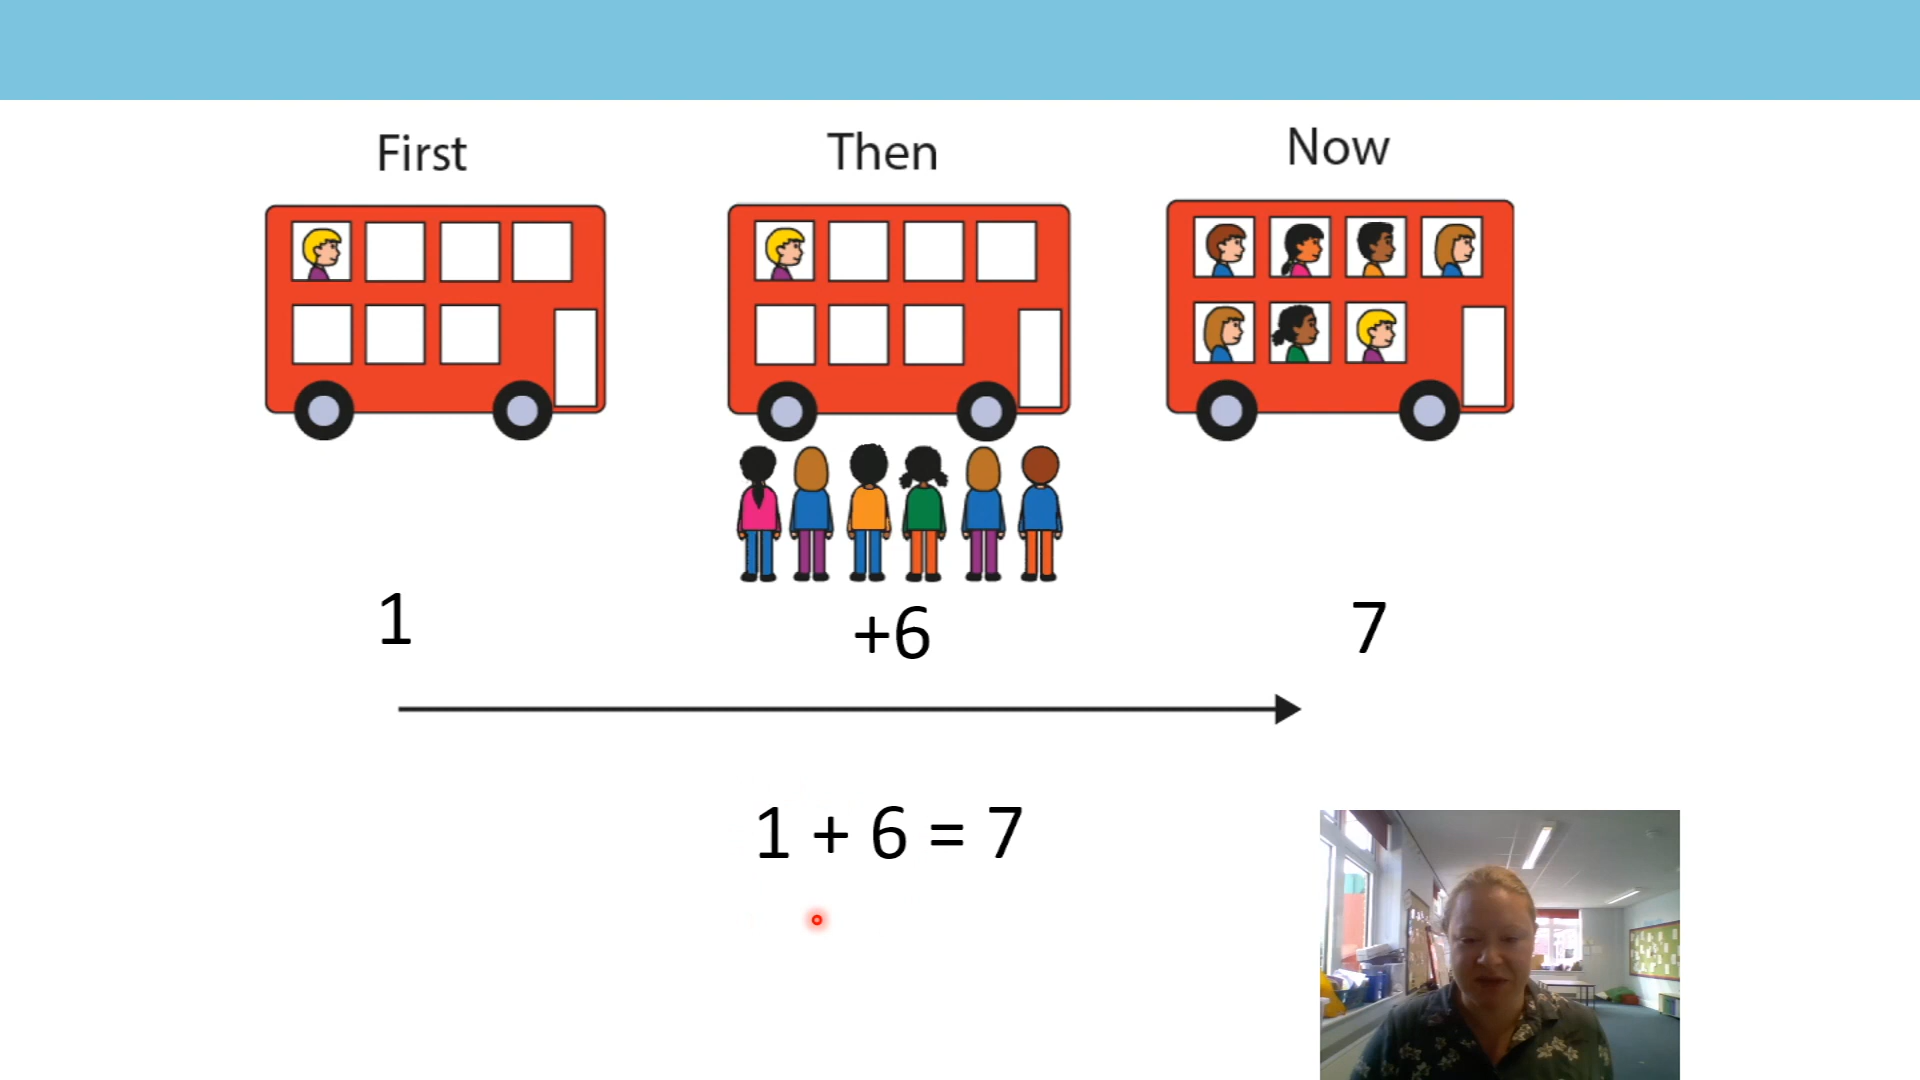 First
Then
Now
1
+6
7
1 + 6 = 7